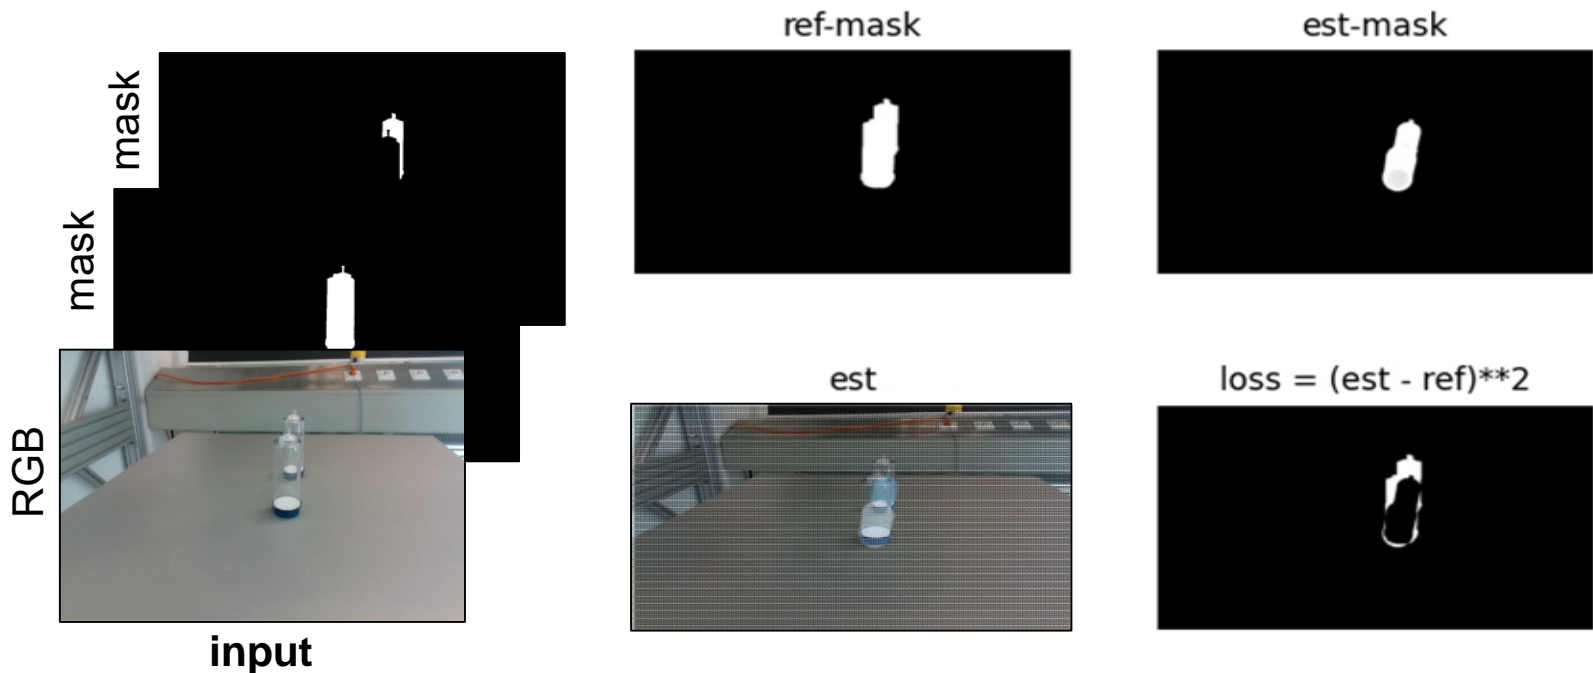 mask
mask
RGB
input
ref-mask
est-mask
est
loss = (est - ref)**2